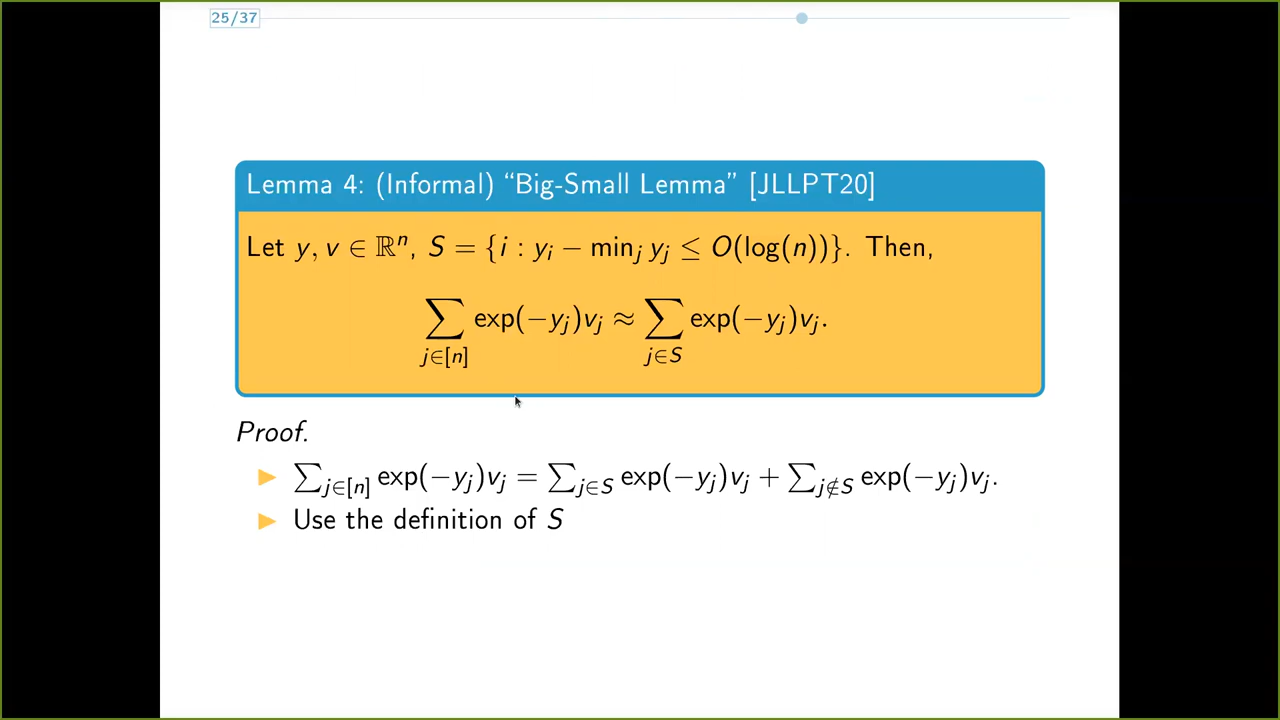 25/37
Lemma 4: (Informal) “Big-Small Lemma” [JLLPT20]
Let y, v ∈ ℝⁿ, S = {i : yᵢ − minⱼ yⱼ ≤ O(log(n))}. Then,
∑_{j∈[n]} exp(−yⱼ)vⱼ ≈ ∑_{j∈S} exp(−yⱼ)vⱼ.
Proof.
▶ ∑_{j∈[n]} exp(−yⱼ)vⱼ = ∑_{j∈S} exp(−yⱼ)vⱼ + ∑_{j∉S} exp(−yⱼ)vⱼ.
▶ Use the definition of S